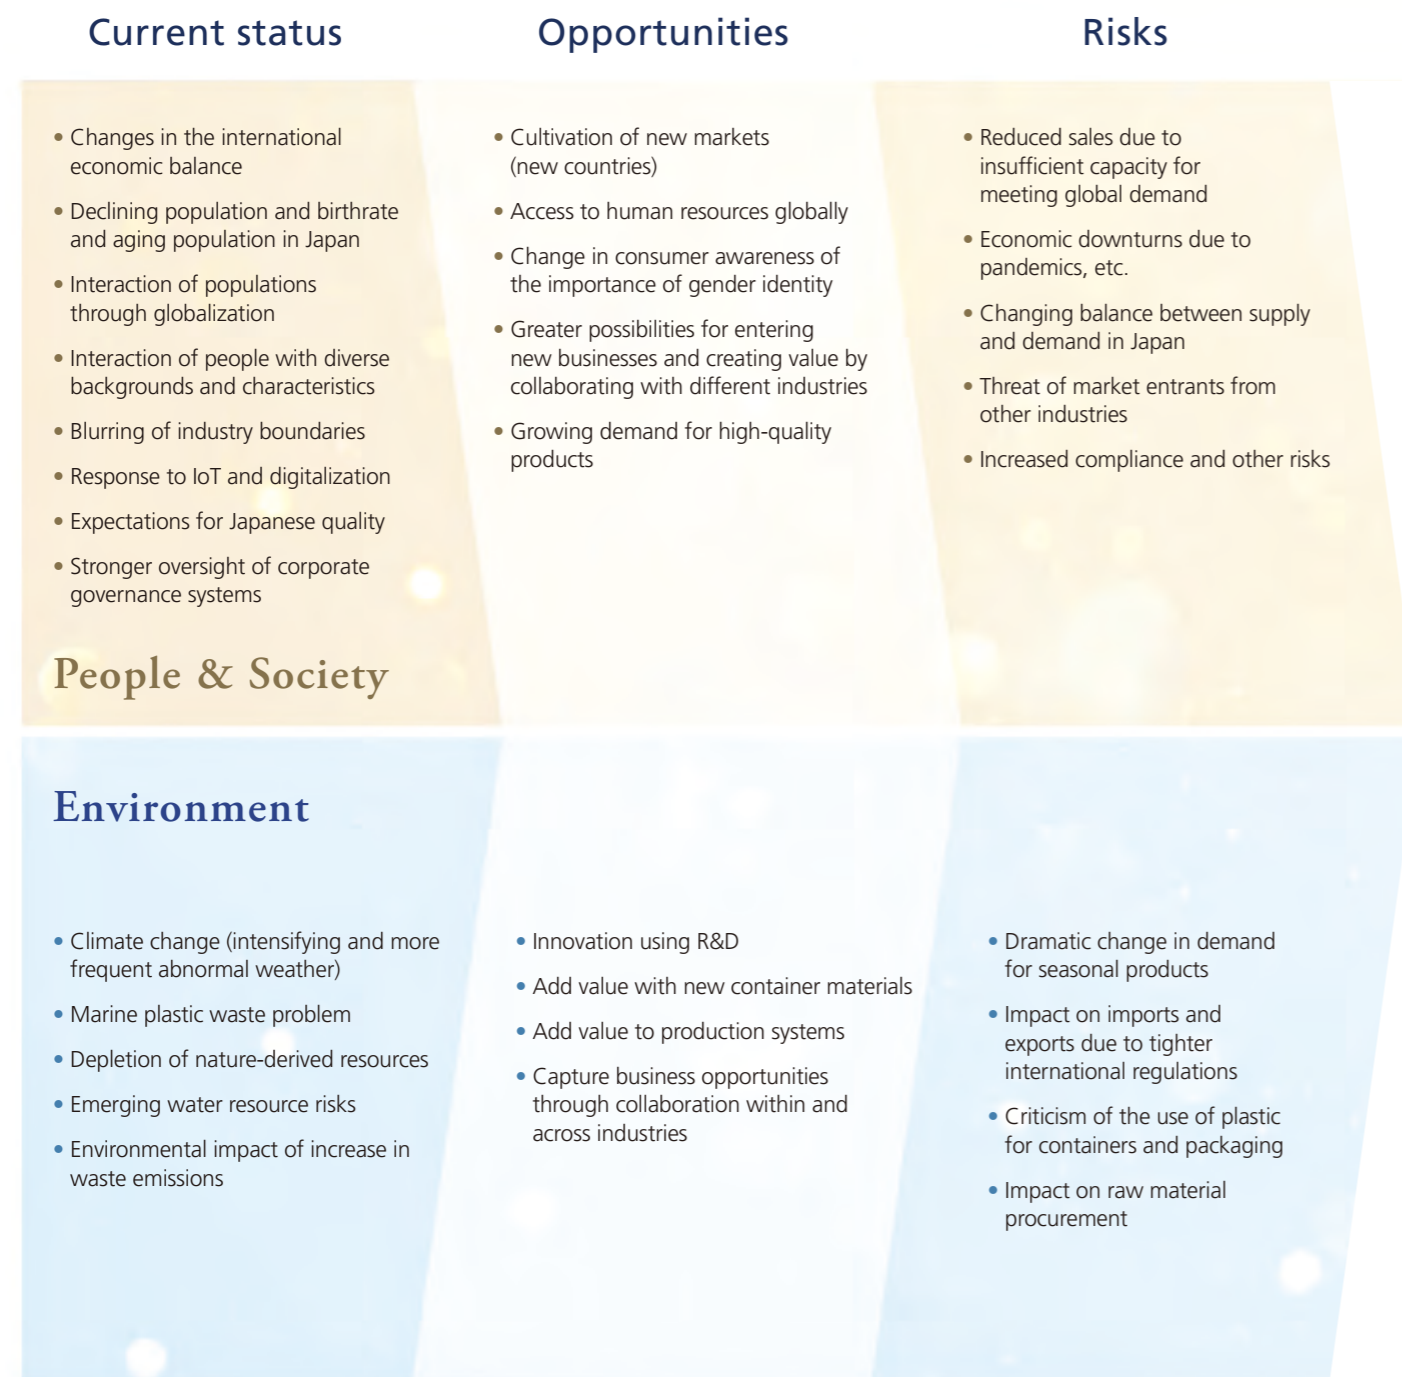 Current status
Opportunities
Risks
• Changes in the international
economic balance
• Declining population and birthrate
and aging population in Japan
• Interaction of populations
through globalization
• Interaction of people with diverse
backgrounds and characteristics
• Blurring of industry boundaries
• Response to IoT and digitalization
• Expectations for Japanese quality
• Stronger oversight of corporate
governance systems
• Cultivation of new markets
(new countries)
• Access to human resources globally
• Change in consumer awareness of
the importance of gender identity
• Greater possibilities for entering
new businesses and creating value by
collaborating with different industries
• Growing demand for high-quality
products
• Reduced sales due to
insufficient capacity for
meeting global demand
• Economic downturns due to
pandemics, etc.
• Changing balance between supply
and demand in Japan
• Threat of market entrants from
other industries
• Increased compliance and other risks
People & Society
Environment
• Climate change (intensifying and more
frequent abnormal weather)
• Marine plastic waste problem
• Depletion of nature-derived resources
• Emerging water resource risks
• Environmental impact of increase in
waste emissions
• Innovation using R&D
• Add value with new container materials
• Add value to production systems
• Capture business opportunities
through collaboration within and
across industries
• Dramatic change in demand
for seasonal products
• Impact on imports and
exports due to tighter
international regulations
• Criticism of the use of plastic
for containers and packaging
• Impact on raw material
procurement